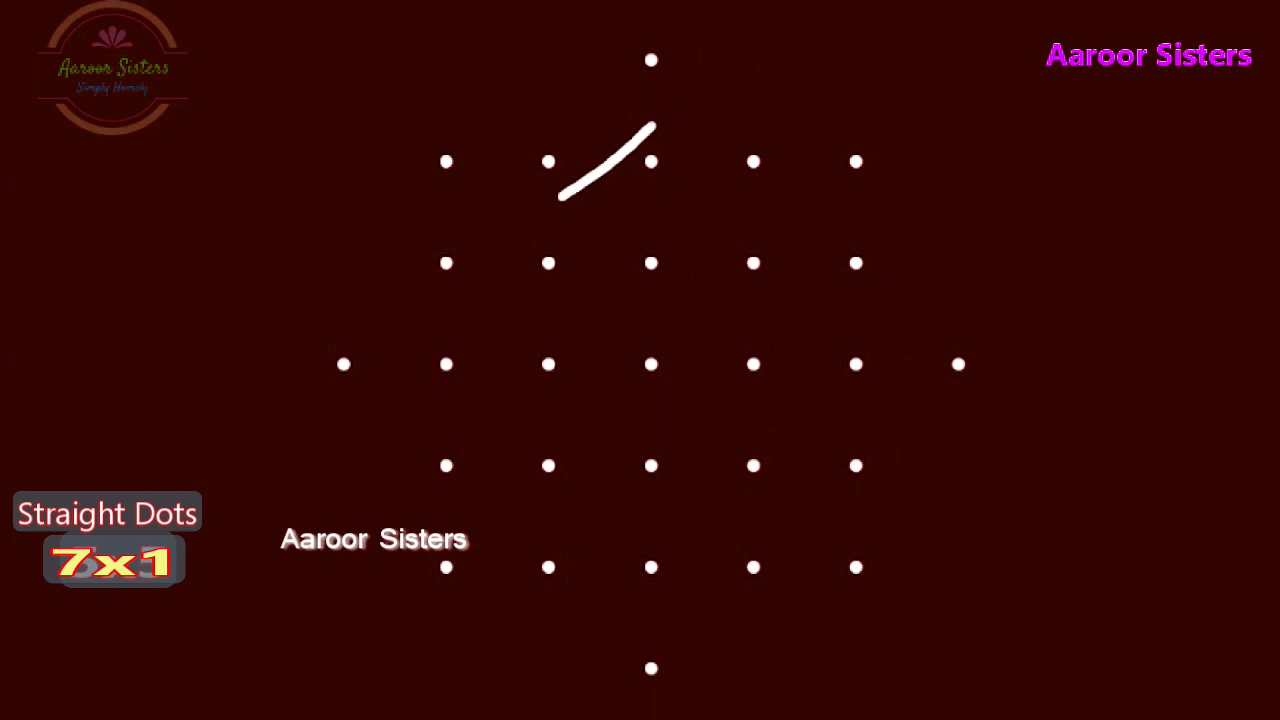 Aaroor Sisters
Simply Homely
Aaroor Sisters
Straight Dots
7x1
Aaroor Sisters